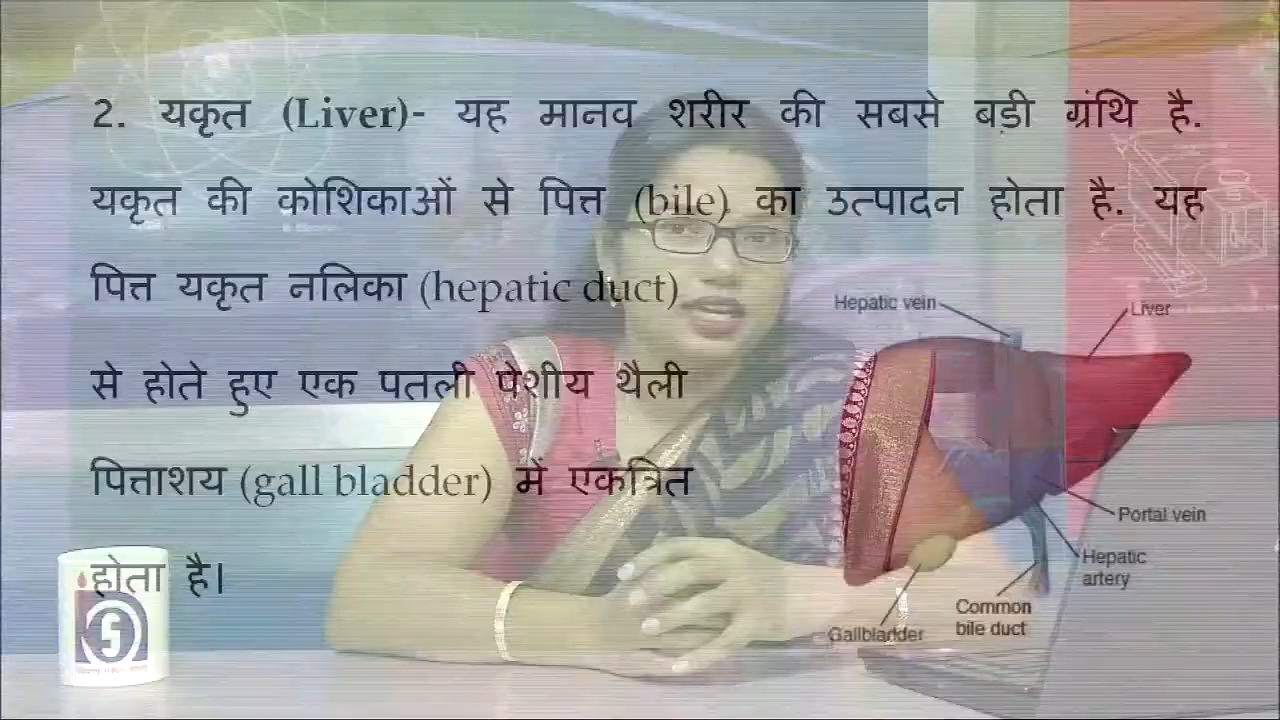 2. यकृत (Liver)- यह मानव शरीर की सबसे बड़ी ग्रंथि है.
यकृत की कोशिकाओं से पित्त (bile) का उत्पादन होता है. यह
पित्त यकृत नलिका (hepatic duct)
से होते हुए एक पतली पेशीय थैली
पित्ताशय (gall bladder) में एकत्रित
होता है।
Hepatic vein
Liver
Portal vein
Hepatic
artery
Common
bile duct
Gallbladder